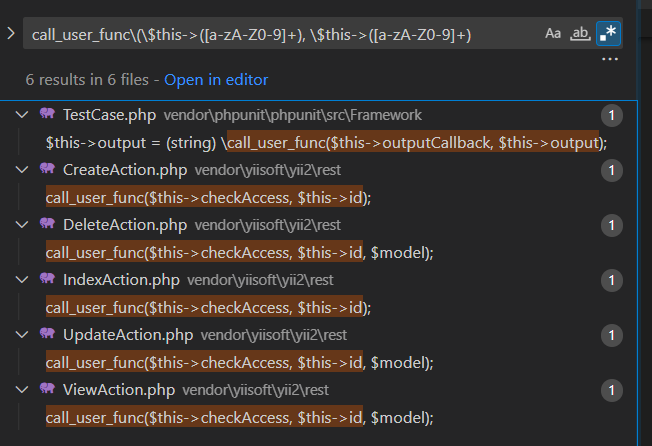 call_user_func\(\$this->([a-zA-Z0-9]+), \$this->([a-zA-Z0-9]+)
Aa ab .*
...
6 results in 6 files - Open in editor
TestCase.php vendor\phpunit\phpunit\src\Framework 1
$this->output = (string) \call_user_func($this->outputCallback, $this->output);
CreateAction.php vendor\yiisoft\yii2\rest 1
call_user_func($this->checkAccess, $this->id);
DeleteAction.php vendor\yiisoft\yii2\rest 1
call_user_func($this->checkAccess, $this->id, $model);
IndexAction.php vendor\yiisoft\yii2\rest 1
call_user_func($this->checkAccess, $this->id);
UpdateAction.php vendor\yiisoft\yii2\rest 1
call_user_func($this->checkAccess, $this->id, $model);
ViewAction.php vendor\yiisoft\yii2\rest 1
call_user_func($this->checkAccess, $this->id, $model);